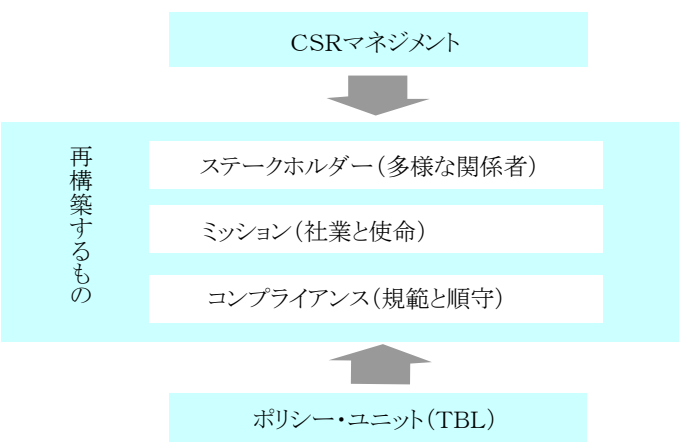 CSRマネジメント
再構築するもの
ステークホルダー(多様な関係者)
ミッション(社業と使命)
コンプライアンス(規範と順守)
ポリシー・ユニット(TBL)